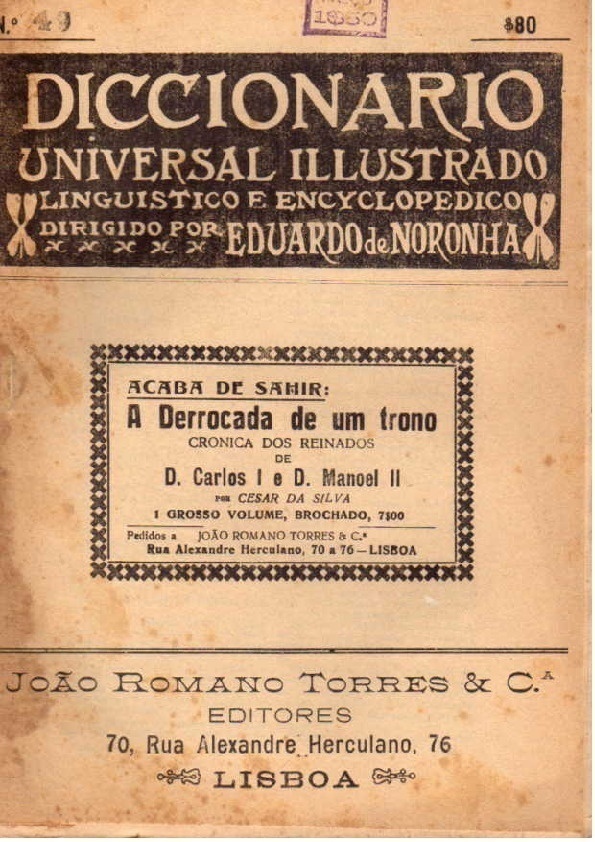 N.º 49
$80
DICCIONARIO
UNIVERSAL ILLUSTRADO
LINGUISTICO E ENCYCLOPEDICO
DIRIGIDO POR EDUARDO de NORONHA
ACABA DE SAHIR:
A Derrocada de um trono
CRONICA DOS REINADOS
DE
D. Carlos I e D. Manoel II
POR CESAR DA SILVA
1 GROSSO VOLUME, BROCHADO, 7$00
Pedidos a JOÃO ROMANO TORRES & C.ª
Rua Alexandre Herculano, 70 a 76 — LISBOA
JOÃO ROMANO TORRES & C.ᴬ
EDITORES
70, Rua Alexandre Herculano, 76
LISBOA